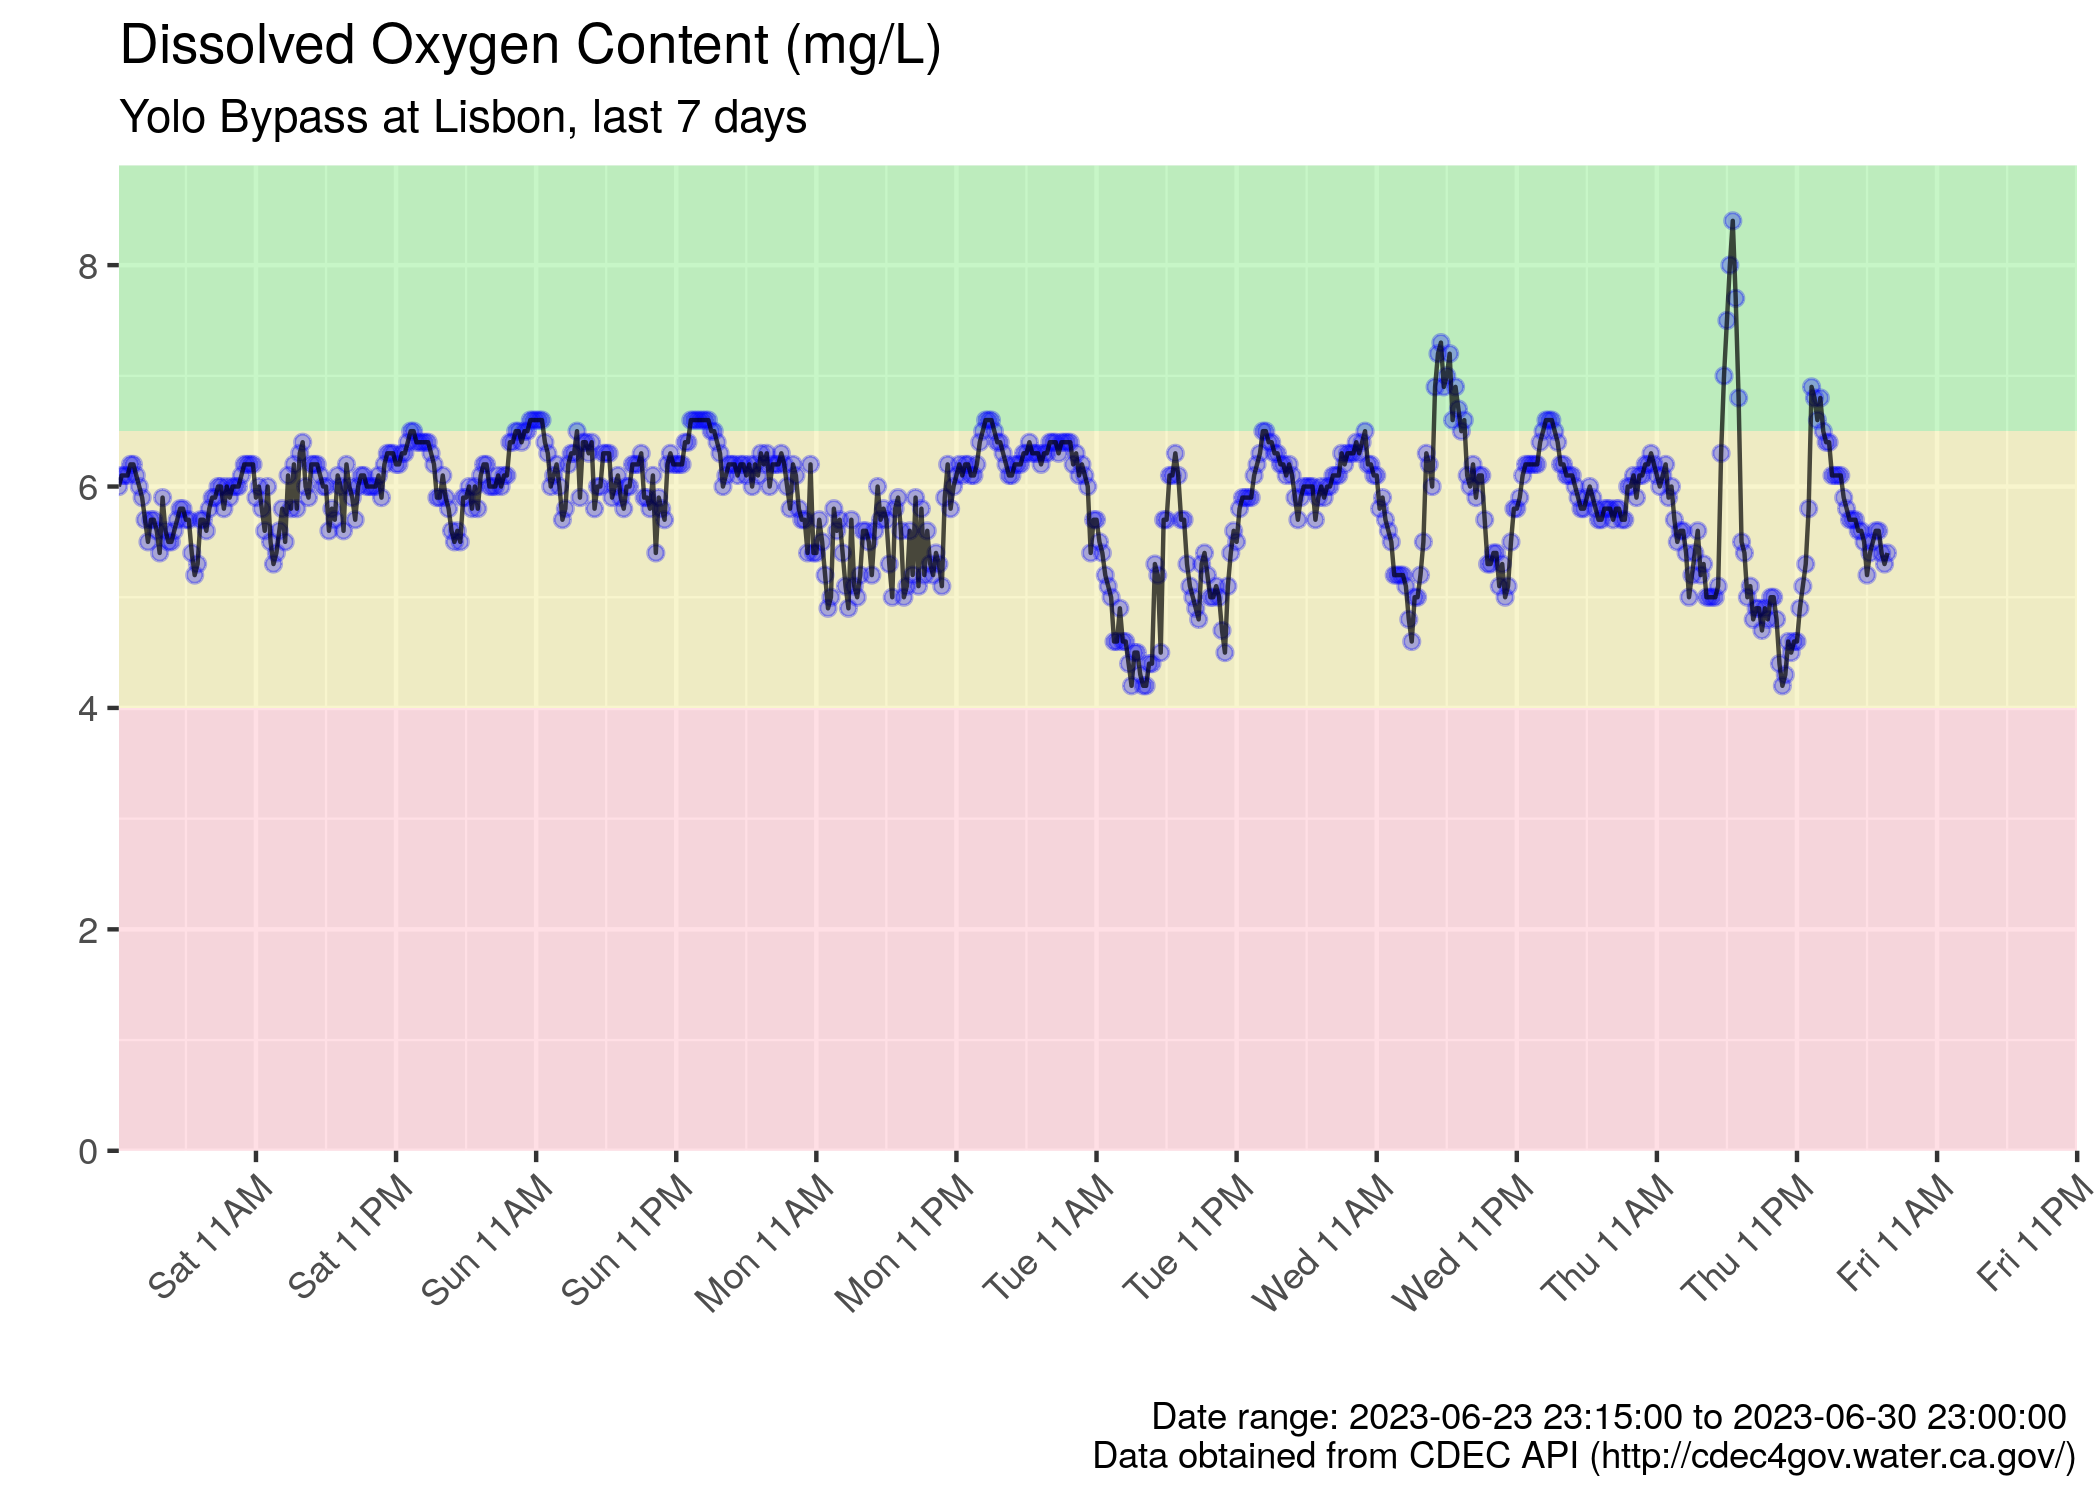 Dissolved Oxygen Content (mg/L)
Yolo Bypass at Lisbon, last 7 days
8
6
4
2
0
Sat 11AM
Sat 11PM
Sun 11AM
Sun 11PM
Mon 11AM
Mon 11PM
Tue 11AM
Tue 11PM
Wed 11AM
Wed 11PM
Thu 11AM
Thu 11PM
Fri 11AM
Fri 11PM
Date range: 2023-06-23 23:15:00 to 2023-06-30 23:00:00
Data obtained from CDEC API (http://cdec4gov.water.ca.gov/)